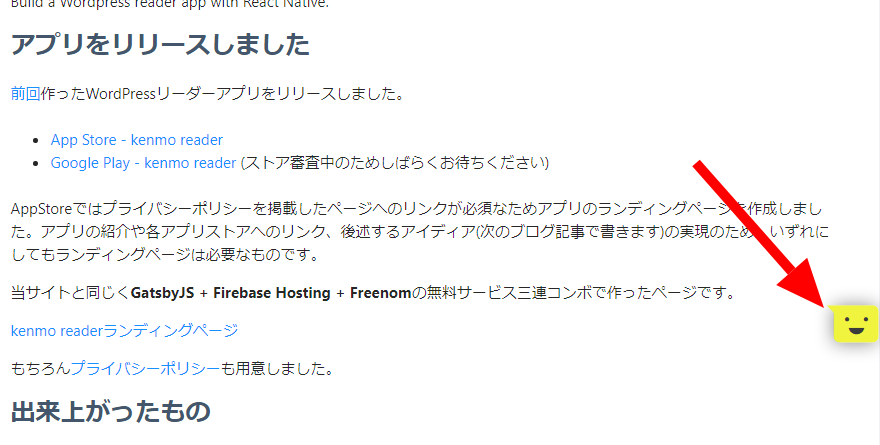 Build a Wordpress reader app with React Native.
アプリをリリースしました
前回作ったWordPressリーダーアプリをリリースしました。
App Store - kenmo reader
Google Play - kenmo reader (ストア審査中のためしばらくお待ちください)
AppStoreではプライバシーポリシーを掲載したページへのリンクが必須なためアプリのランディングページを作成しまし
た。アプリの紹介や各アプリストアへのリンク、後述するアイディア(次のブログ記事で書きます)の実現のため、いずれに
してもランディングページは必要なものです。
当サイトと同じくGatsbyJS + Firebase Hosting + Freenomの無料サービス三連コンボで作ったページです。
kenmo readerランディングページ
もちろんプライバシーポリシーも用意しました。
出来上がったもの